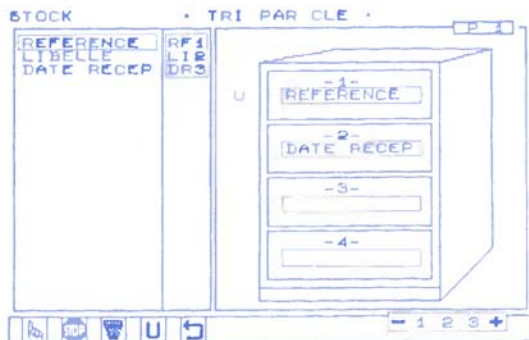 STOCK · TRI PAR CLE ·
P 1
REFERENCE RF1
LIBELLE LI2
DATE RECEP DR3
U
-1-
REFERENCE
-2-
DATE RECEP
-3-
-4-
STOP U
- 1 2 3 +